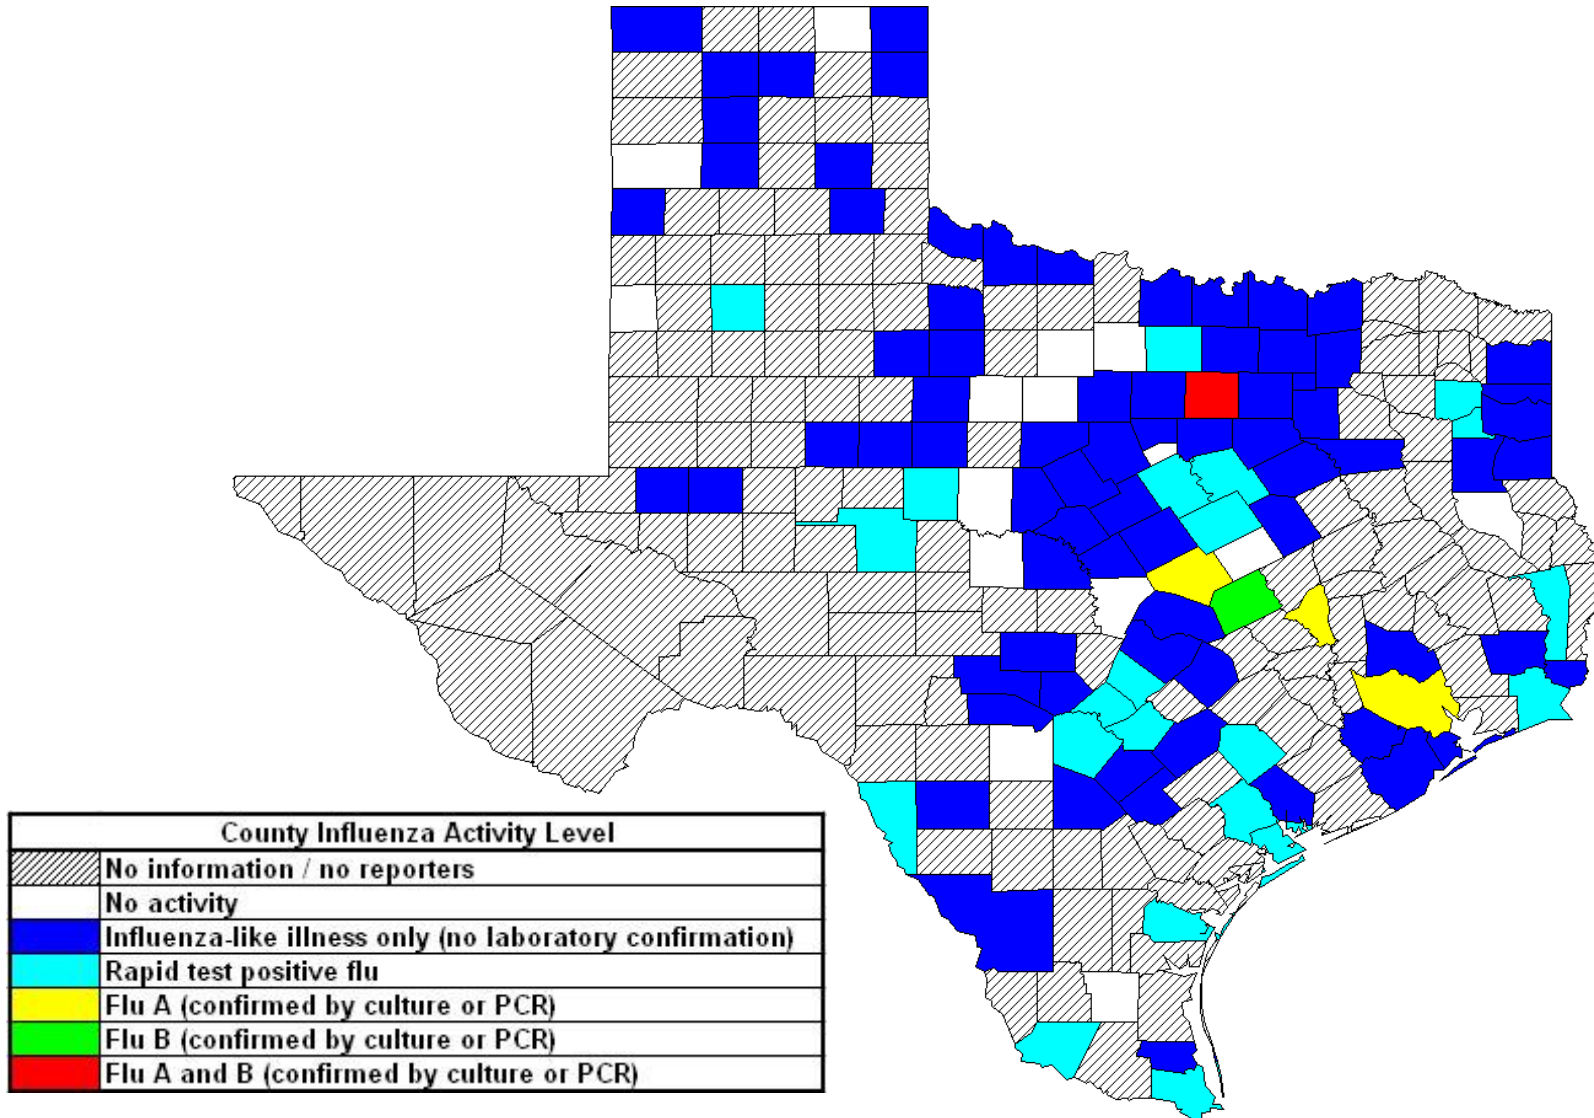 County Influenza Activity Level
No information / no reporters
No activity
Influenza-like illness only (no laboratory confirmation)
Rapid test positive flu
Flu A (confirmed by culture or PCR)
Flu B (confirmed by culture or PCR)
Flu A and B (confirmed by culture or PCR)